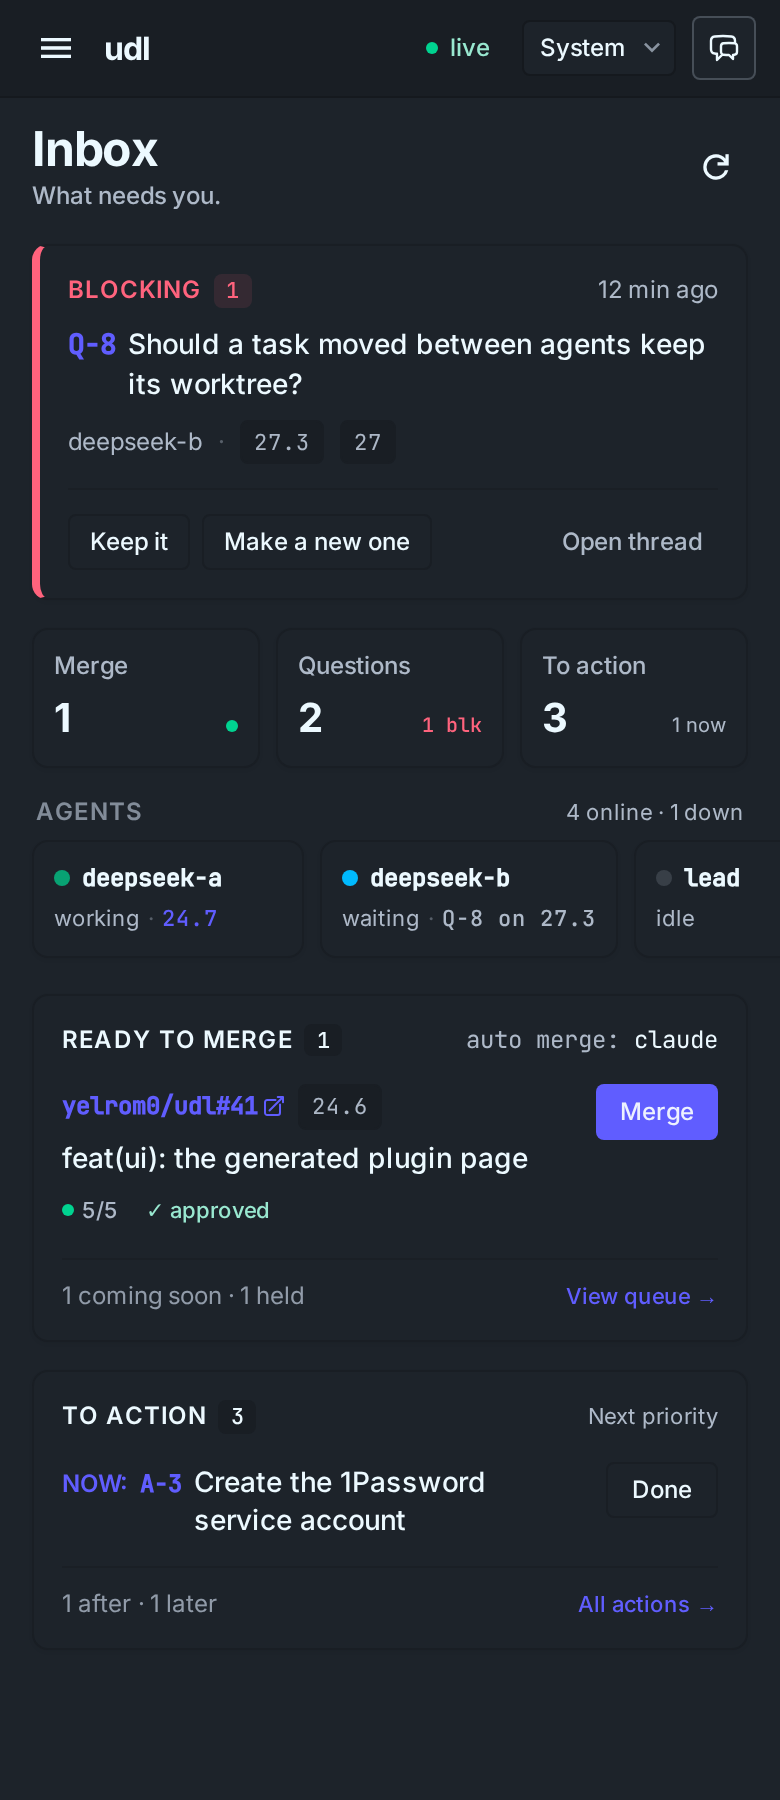 udl
live
System
Inbox
What needs you.
BLOCKING 1
12 min ago
Q-8 Should a task moved between agents keep
its worktree?
deepseek-b · 27.3 27
Keep it
Make a new one
Open thread
Merge
1
Questions
2
1 blk
To action
3
1 now
AGENTS
4 online · 1 down
deepseek-a
working · 24.7
deepseek-b
waiting · Q-8 on 27.3
lead
idle
READY TO MERGE 1
auto merge: claude
yelrom0/udl#41 24.6
Merge
feat(ui): the generated plugin page
5/5 ✓ approved
1 coming soon · 1 held
View queue →
TO ACTION 3
Next priority
NOW: A-3 Create the 1Password
service account
Done
1 after · 1 later
All actions →